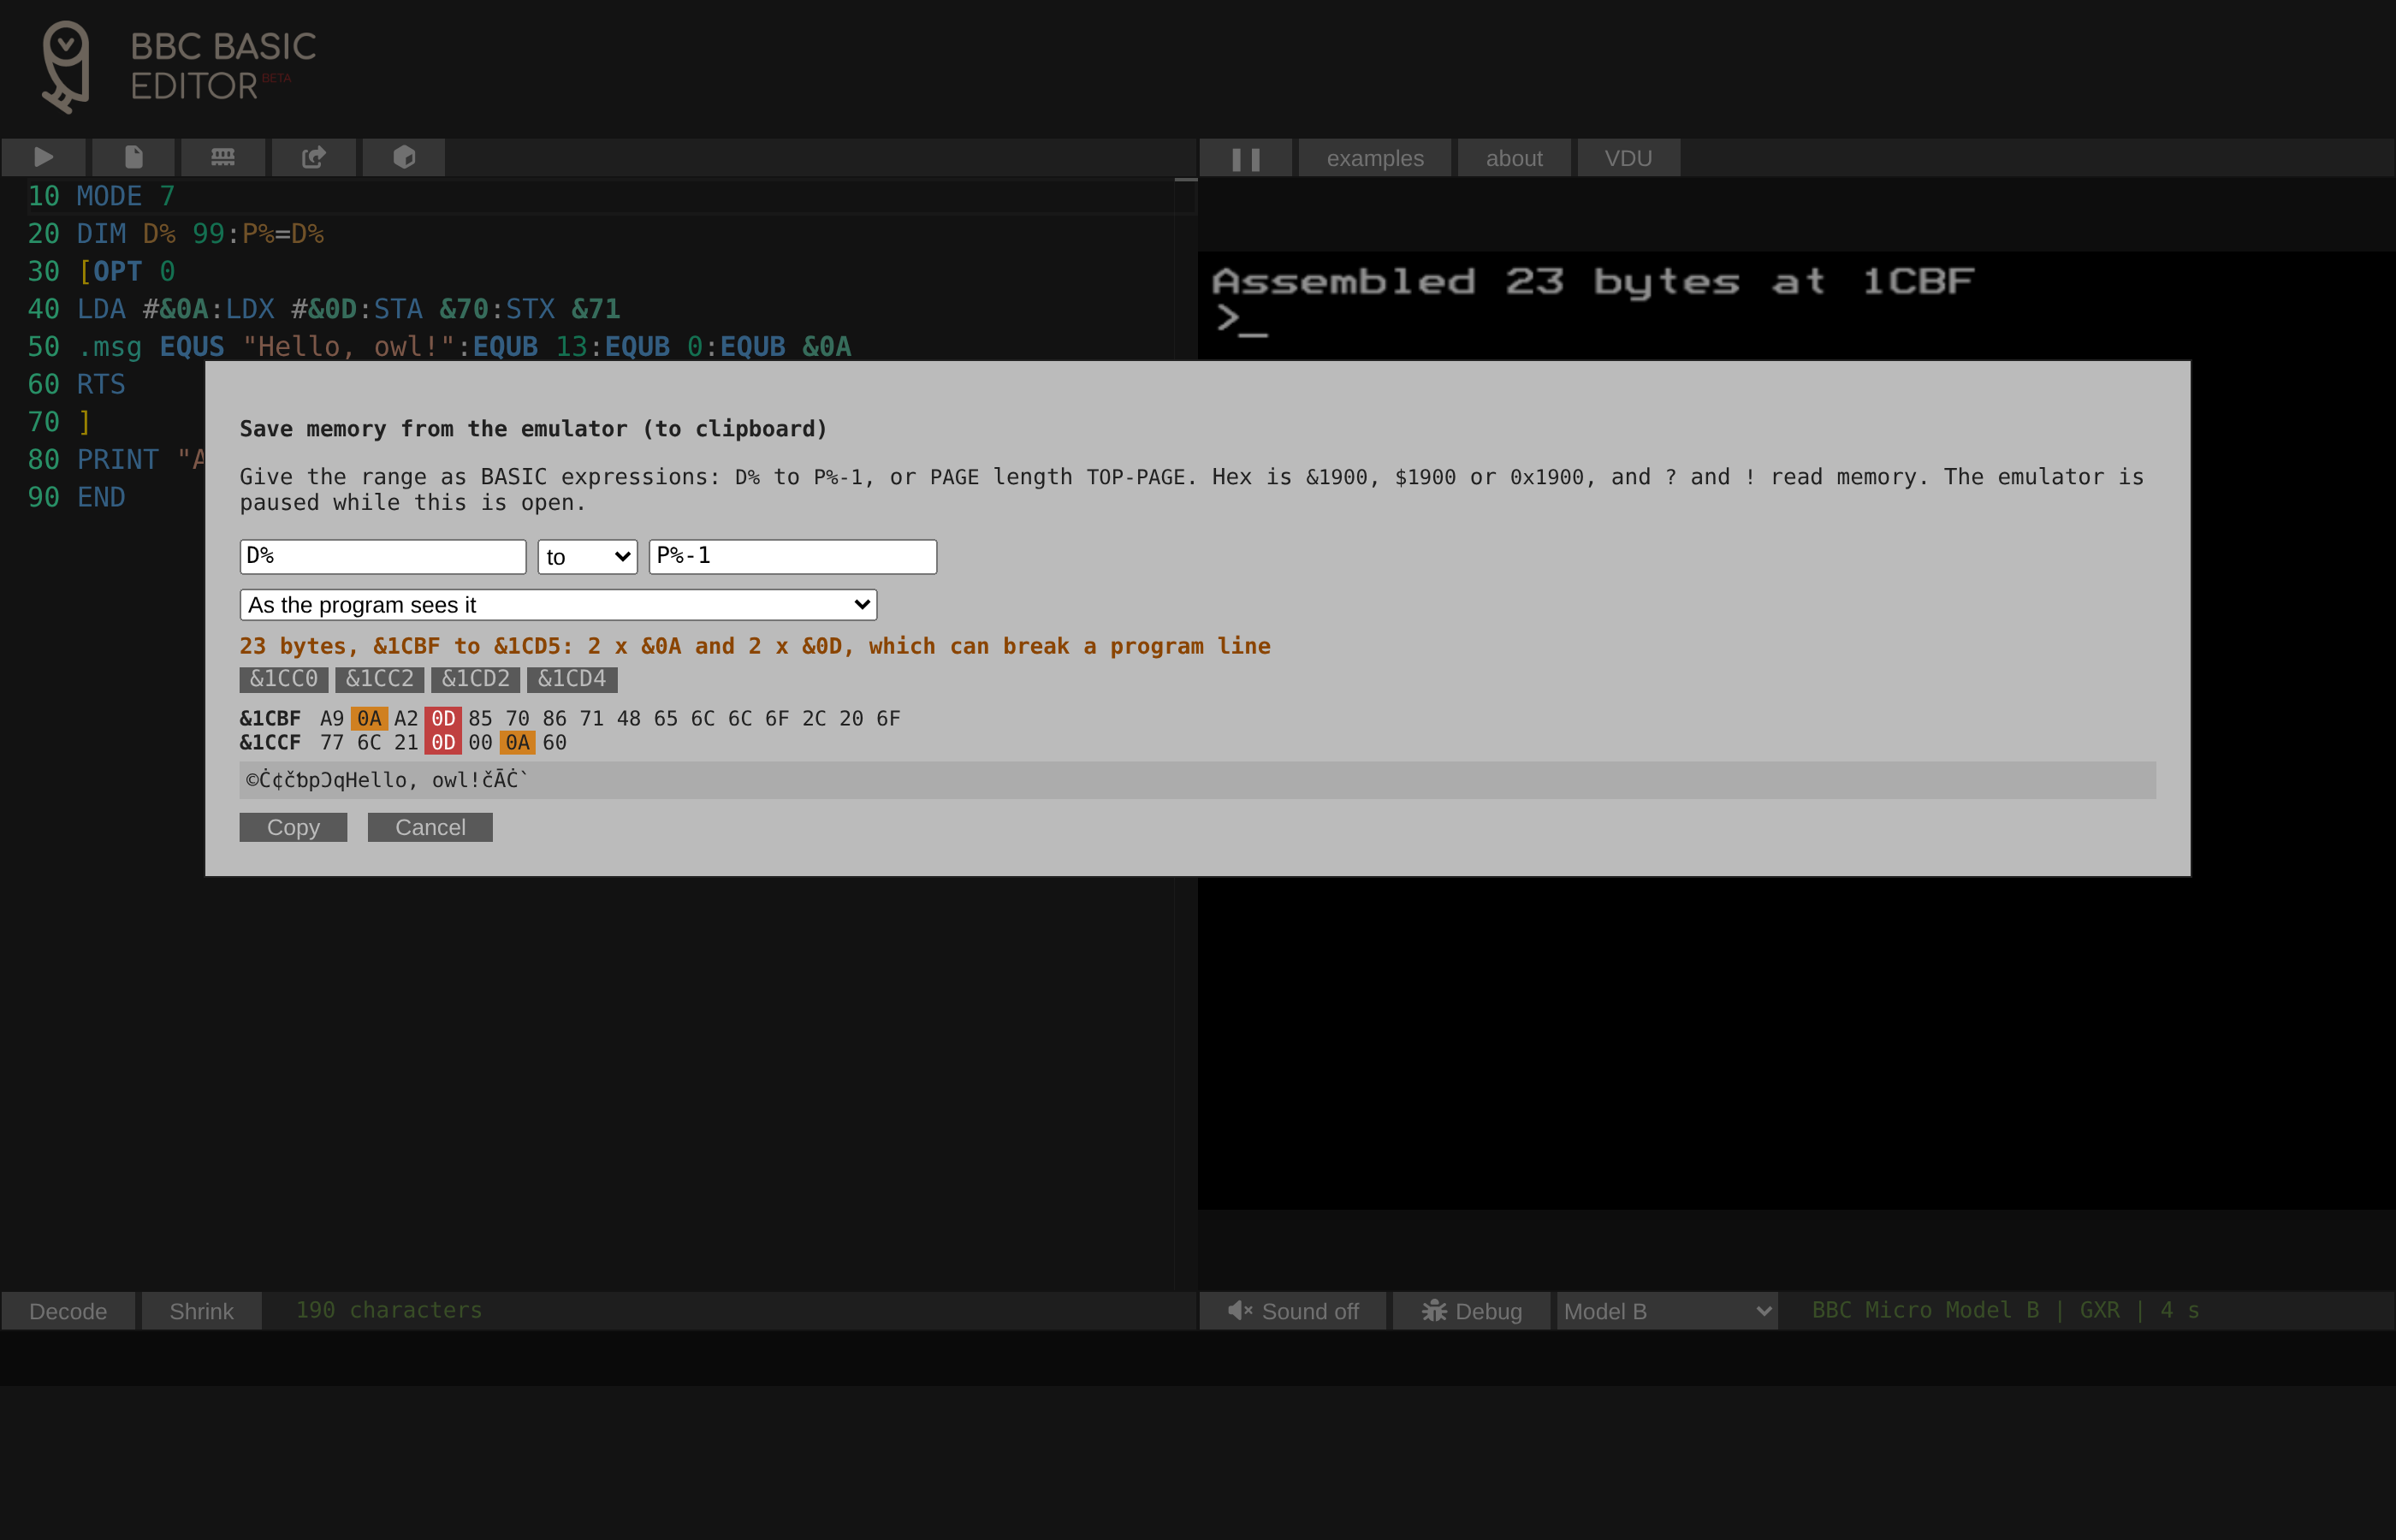 BBC BASIC
EDITOR BETA
examples about VDU
10 MODE 7
20 DIM D% 99:P%=D%
30 [OPT 0
40 LDA #&0A:LDX #&0D:STA &70:STX &71
50 .msg EQUS "Hello, owl!":EQUB 13:EQUB 0:EQUB &0A
60 RTS
70 ]
80 PRINT "A
90 END
Assembled 23 bytes at 1CBF
>_
Save memory from the emulator (to clipboard)
Give the range as BASIC expressions: D% to P%-1, or PAGE length TOP-PAGE. Hex is &1900, $1900 or 0x1900, and ? and ! read memory. The emulator is
paused while this is open.
D% to P%-1
As the program sees it
23 bytes, &1CBF to &1CD5: 2 x &0A and 2 x &0D, which can break a program line
&1CC0 &1CC2 &1CD2 &1CD4
&1CBF A9 0A A2 0D 85 70 86 71 48 65 6C 6C 6F 2C 20 6F
&1CCF 77 6C 21 0D 00 0A 60
©Ċ¢čƅpƆqHello, owl!čĀĊ`
Copy Cancel
Decode Shrink 190 characters
Sound off Debug Model B BBC Micro Model B | GXR | 4 s